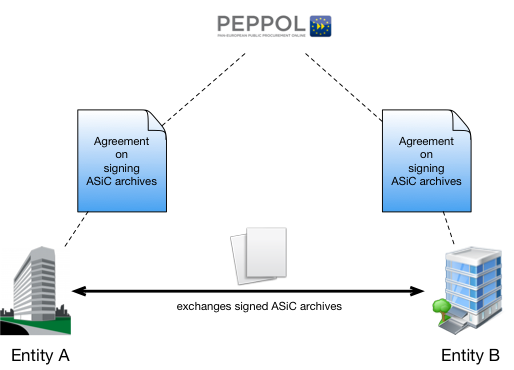 PEPPOL
PAN-EUROPEAN PUBLIC PROCUREMENT ONLINE
Agreement
on
signing
ASiC archives
Agreement
on
signing
ASiC archives
exchanges signed ASiC archives
Entity A
Entity B